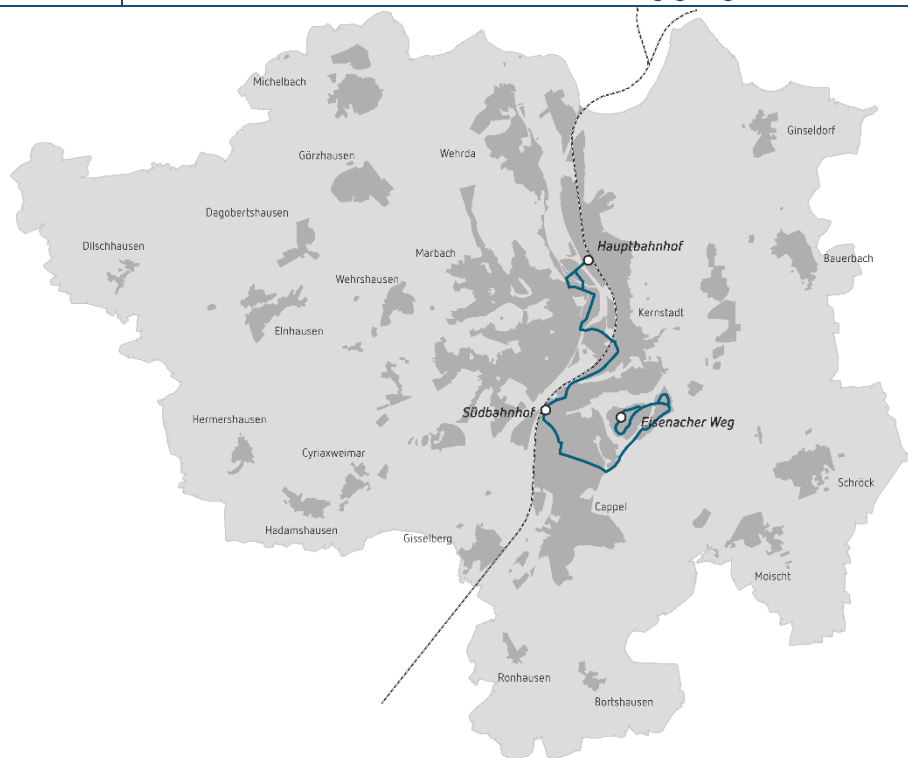 Michelbach
Ginseldorf
Görzhausen
Wehrda
Dagobertshausen
Dilschhausen
Hauptbahnhof
Marbach
Bauerbach
Wehrshausen
Kernstadt
Elnhausen
Südbahnhof
Hermershausen
Eisenacher Weg
Cyriaxweimar
Schröck
Cappel
Hadamshausen
Gisselberg
Moischt
Ronhausen
Bortshausen